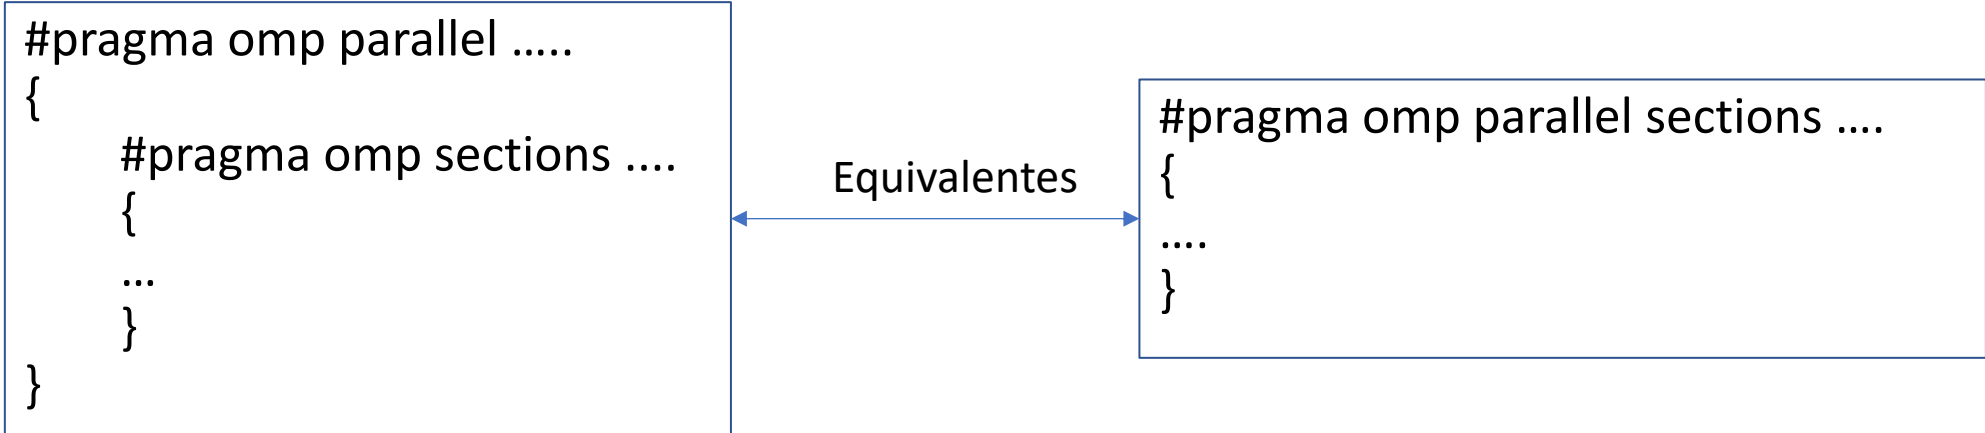 #pragma omp parallel …..
{
#pragma omp sections ....
{
…
}
}
Equivalentes
#pragma omp parallel sections ….
{
….
}